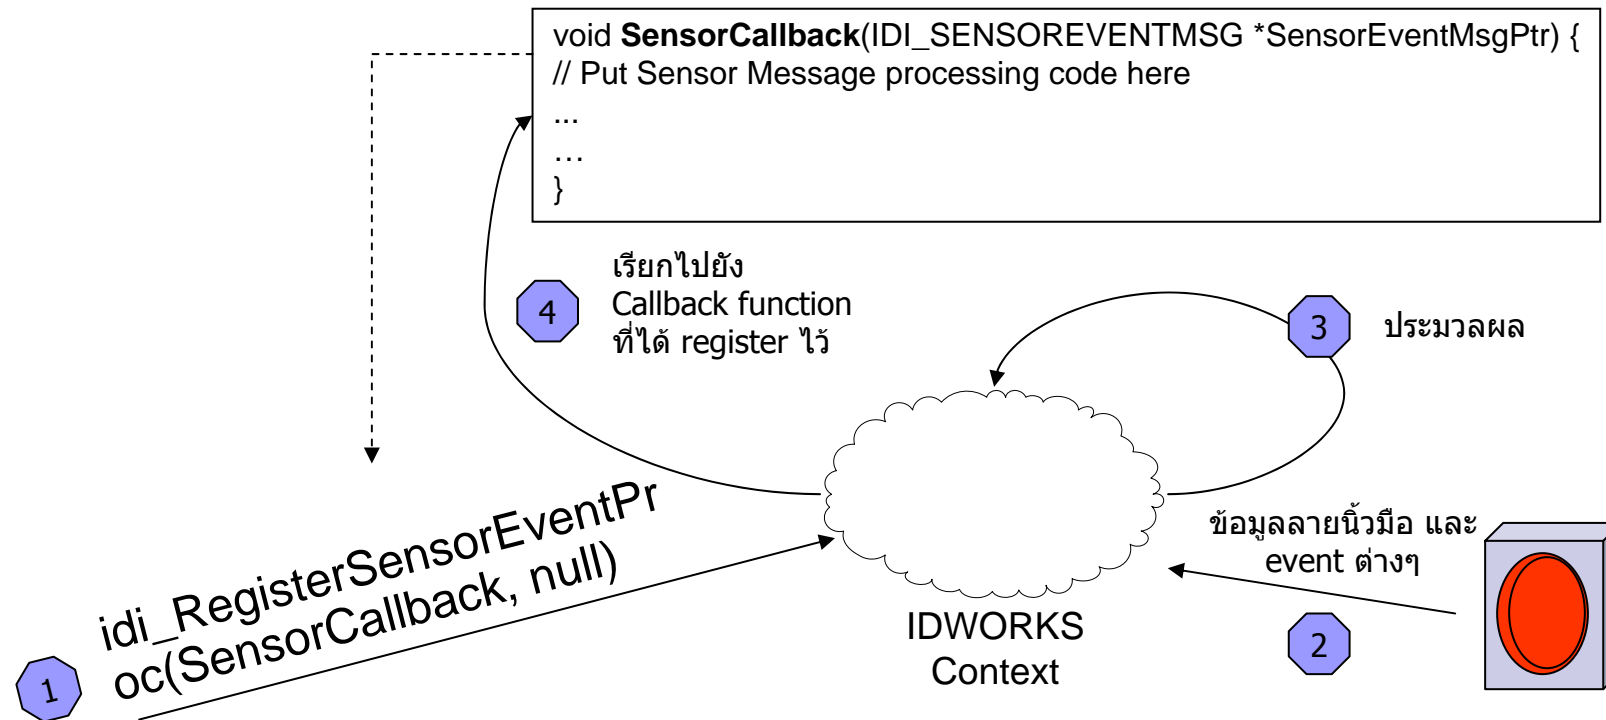 void SensorCallback(IDI_SENSOREVENTMSG *SensorEventMsgPtr) {
// Put Sensor Message processing code here
...
…
}
4
เรียกไปยัง
Callback function
ที่ได้ register ไว้
3
ประมวลผล
idi_RegisterSensorEventPr
oc(SensorCallback, null)
1
ข้อมูลลายนิ้วมือ และ
event ต่างๆ
2
IDWORKS
Context